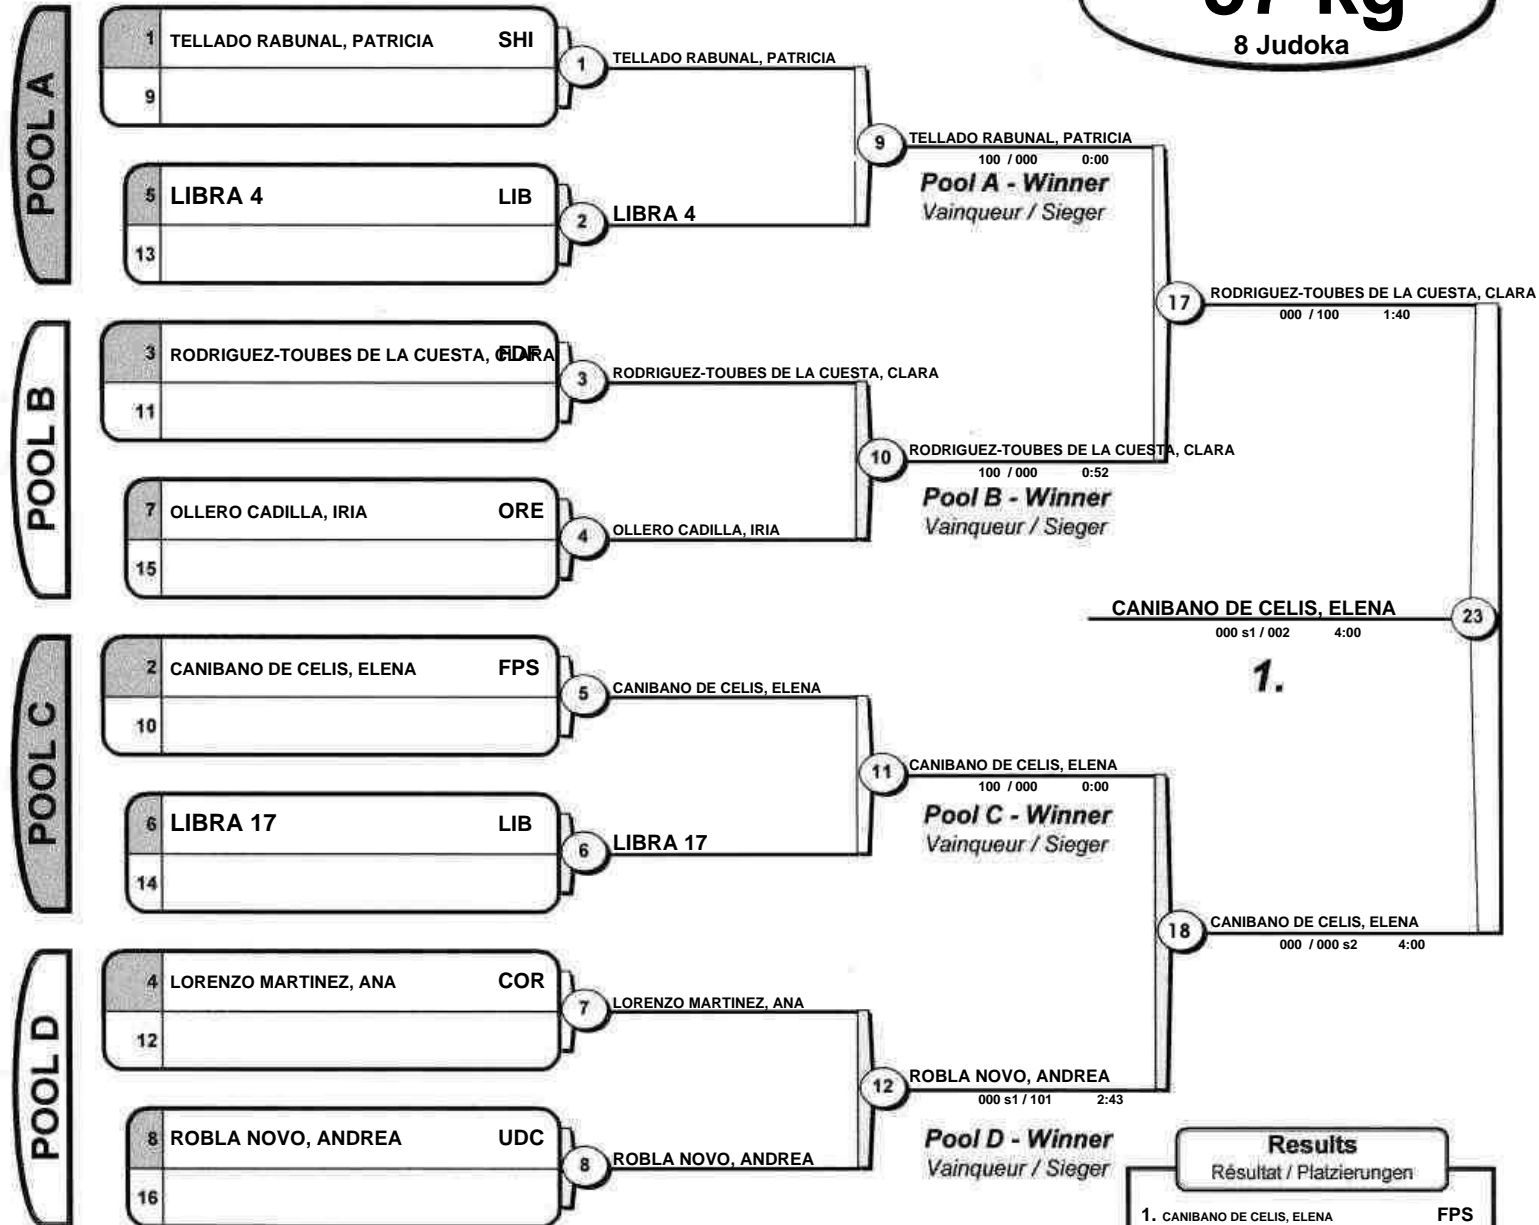 8 Judoka
POOL A
1 TELLADO RABUNAL, PATRICIA SHI
9
1 TELLADO RABUNAL, PATRICIA
5 LIBRA 4 LIB
13
2 LIBRA 4
9 TELLADO RABUNAL, PATRICIA
100 / 000 0:00
Pool A - Winner
Vainqueur / Sieger
POOL B
3 RODRIGUEZ-TOUBES DE LA CUESTA, CLARA FDF
11
3 RODRIGUEZ-TOUBES DE LA CUESTA, CLARA
7 OLLERO CADILLA, IRIA ORE
15
4 OLLERO CADILLA, IRIA
10 RODRIGUEZ-TOUBES DE LA CUESTA, CLARA
100 / 000 0:52
Pool B - Winner
Vainqueur / Sieger
17 RODRIGUEZ-TOUBES DE LA CUESTA, CLARA
000 / 100 1:40
CANIBANO DE CELIS, ELENA 23
000 s1 / 002 4:00
1.
POOL C
2 CANIBANO DE CELIS, ELENA FPS
10
5 CANIBANO DE CELIS, ELENA
6 LIBRA 17 LIB
14
6 LIBRA 17
11 CANIBANO DE CELIS, ELENA
100 / 000 0:00
Pool C - Winner
Vainqueur / Sieger
18 CANIBANO DE CELIS, ELENA
000 / 000 s2 4:00
POOL D
4 LORENZO MARTINEZ, ANA COR
12
7 LORENZO MARTINEZ, ANA
8 ROBLA NOVO, ANDREA UDC
16
8 ROBLA NOVO, ANDREA
12 ROBLA NOVO, ANDREA
000 s1 / 101 2:43
Pool D - Winner
Vainqueur / Sieger
Results
Résultat / Platzierungen
1. CANIBANO DE CELIS, ELENA FPS